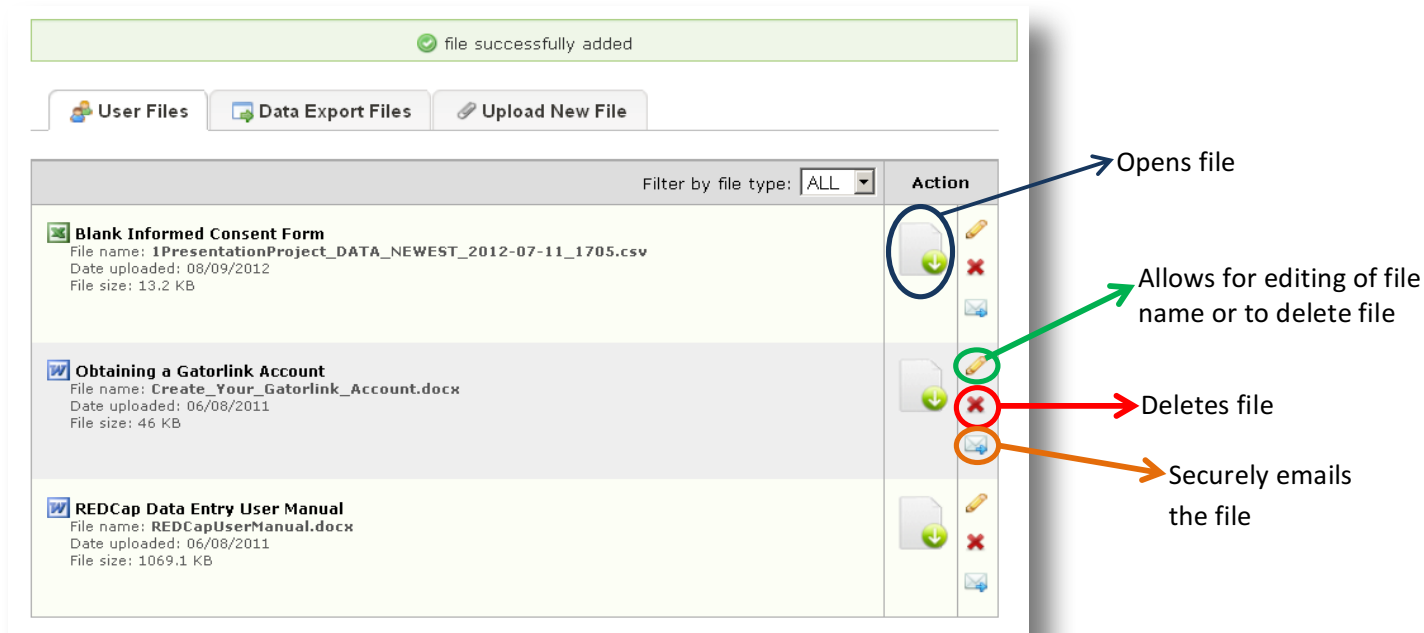 file successfully added
User Files
Data Export Files
Upload New File
Filter by file type: ALL
Action
Opens file
Blank Informed Consent Form
File name: 1PresentationProject_DATA_NEWEST_2012-07-11_1705.csv
Date uploaded: 08/09/2012
File size: 13.2 KB
Allows for editing of file
name or to delete file
Obtaining a Gatorlink Account
File name: Create_Your_Gatorlink_Account.docx
Date uploaded: 06/08/2011
File size: 46 KB
Deletes file
Securely emails
the file
REDCap Data Entry User Manual
File name: REDCapUserManual.docx
Date uploaded: 06/08/2011
File size: 1069.1 KB